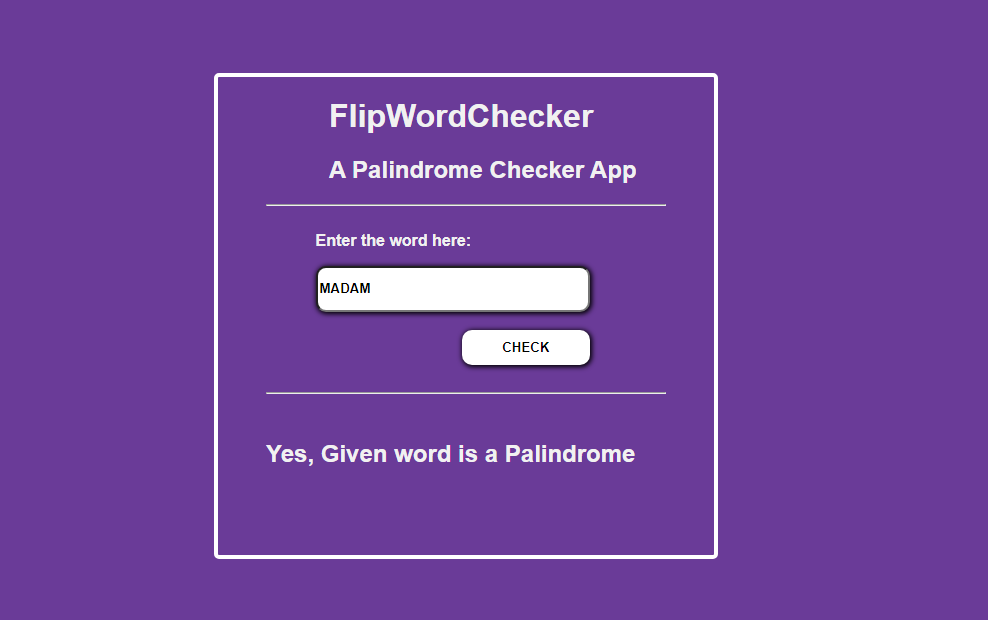 FlipWordChecker
A Palindrome Checker App
Enter the word here:
MADAM
CHECK
Yes, Given word is a Palindrome